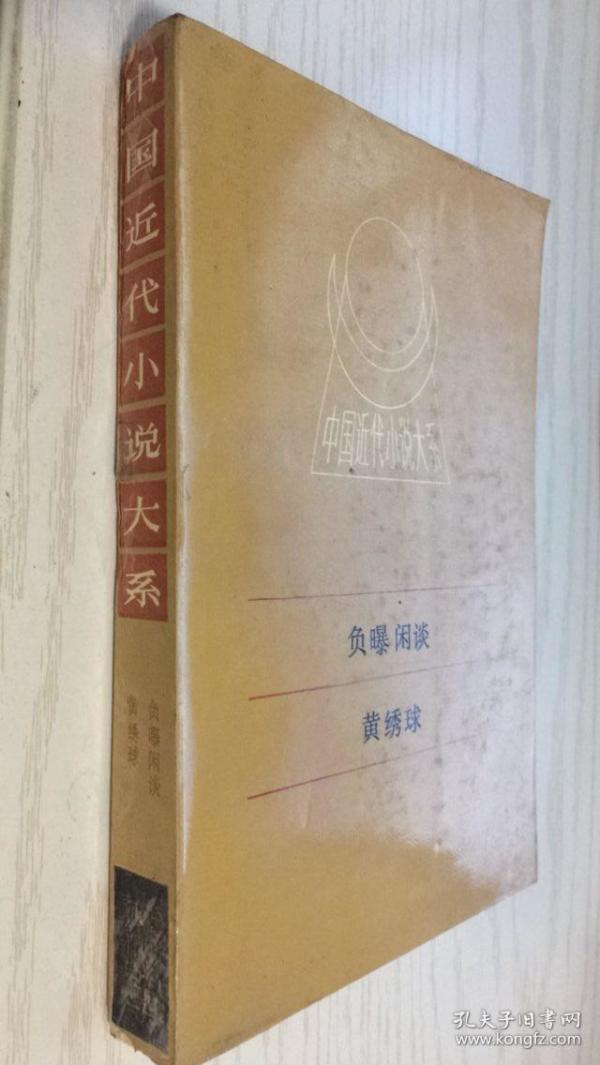 中国近代小说大系
负曝闲谈
黄绣球
中国近代小说大系
负曝闲谈
黄绣球
孔夫子旧书网
www.kongfz.com